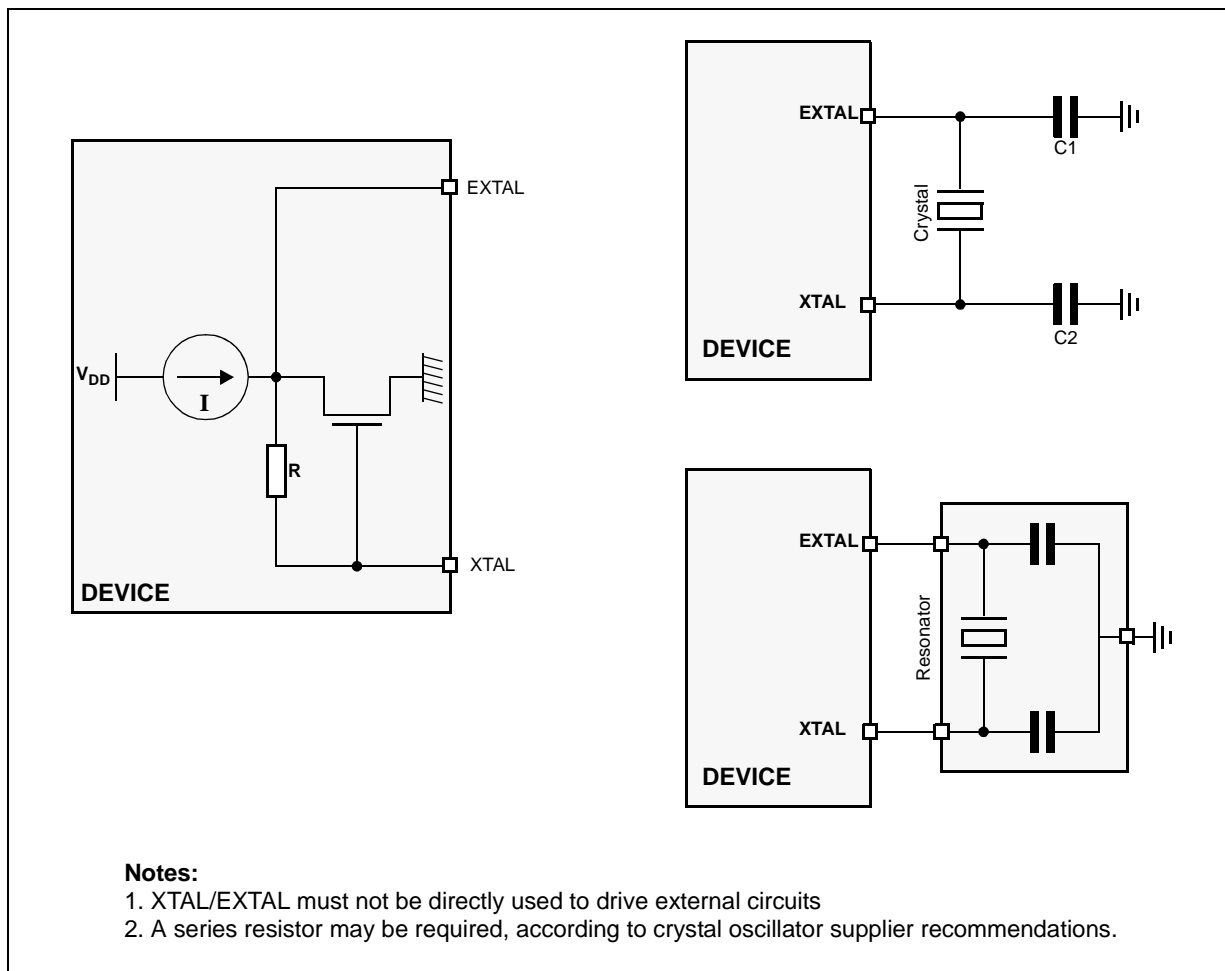 EXTAL
V_DD
I
R
XTAL
DEVICE
EXTAL
C1
Crystal
XTAL
C2
DEVICE
EXTAL
Resonator
XTAL
DEVICE
Notes:
1. XTAL/EXTAL must not be directly used to drive external circuits
2. A series resistor may be required, according to crystal oscillator supplier recommendations.